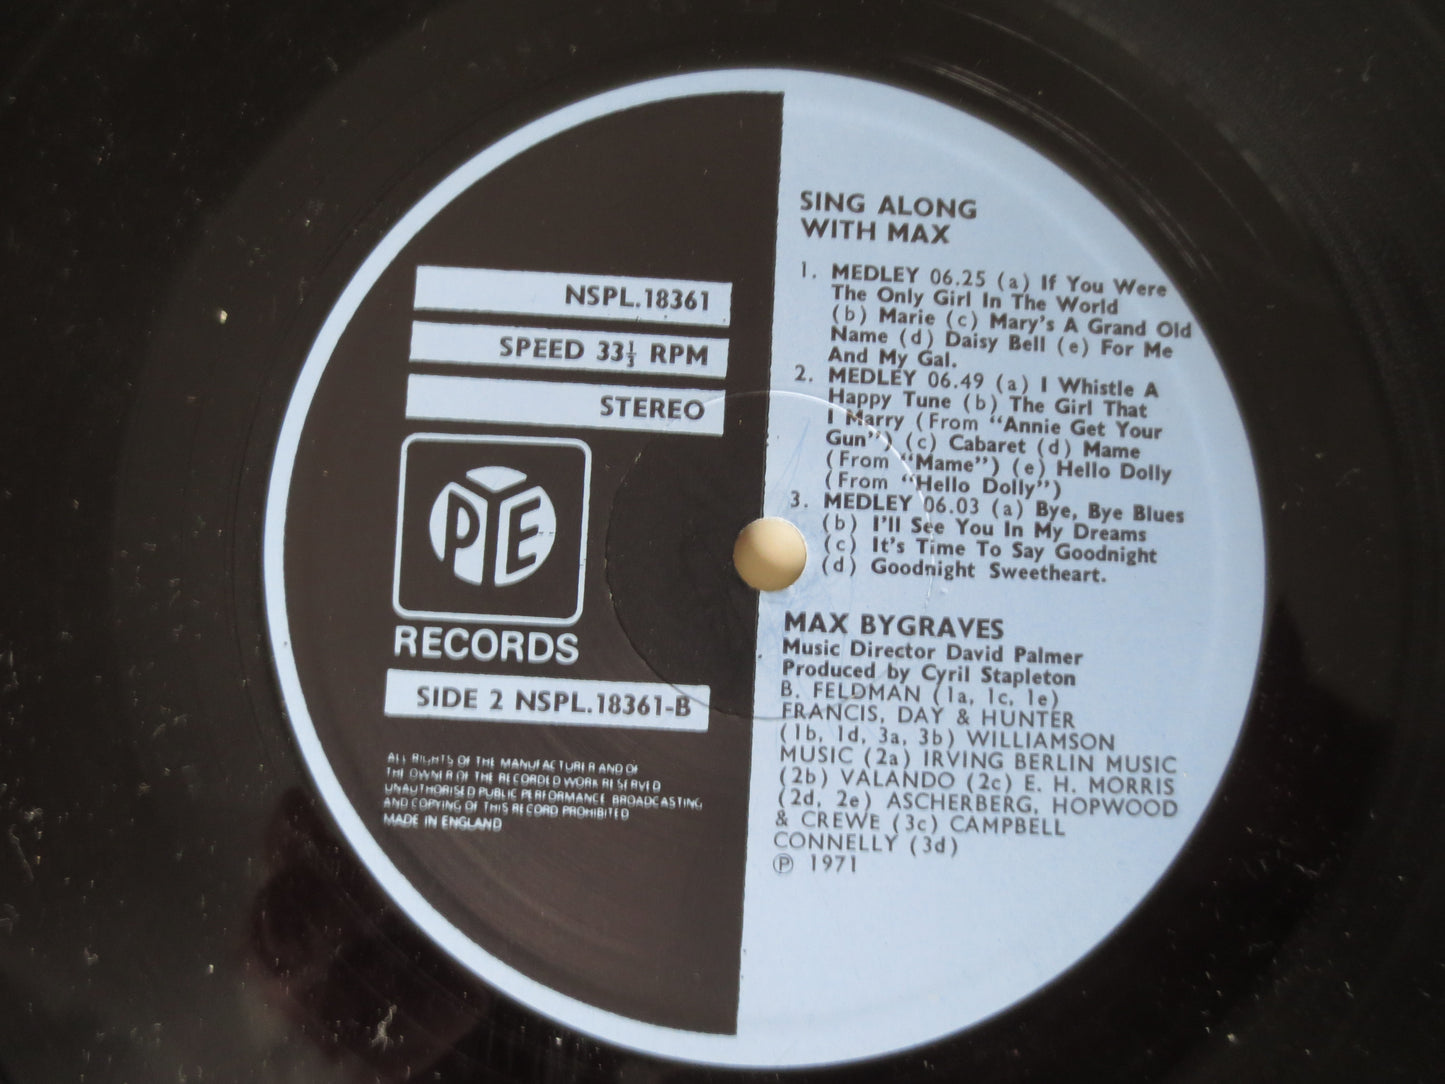 NSPL.18361
SPEED 33⅓ RPM
STEREO
PYE
RECORDS
SIDE 2 NSPL.18361-B
ALL RIGHTS OF THE MANUFACTURER AND OF
THE OWNER OF THE RECORDED WORK RESERVED
UNAUTHORISED PUBLIC PERFORMANCE BROADCASTING
AND COPYING OF THIS RECORD PROHIBITED
MADE IN ENGLAND
SING ALONG
WITH MAX
1. MEDLEY 06.25 (a) If You Were
The Only Girl In The World
(b) Marie (c) Mary's A Grand Old
Name (d) Daisy Bell (e) For Me
And My Gal.
2. MEDLEY 06.49 (a) I Whistle A
Happy Tune (b) The Girl That
I Marry (From "Annie Get Your
Gun") (c) Cabaret (d) Mame
(From "Mame") (e) Hello Dolly
(From "Hello Dolly")
3. MEDLEY 06.03 (a) Bye, Bye Blues
(b) I'll See You In My Dreams
(c) It's Time To Say Goodnight
(d) Goodnight Sweetheart.
MAX BYGRAVES
Music Director David Palmer
Produced by Cyril Stapleton
B. FELDMAN (1a, 1c, 1e)
FRANCIS, DAY & HUNTER
(1b, 1d, 3a, 3b) WILLIAMSON
MUSIC (2a) IRVING BERLIN MUSIC
(2b) VALANDO (2c) E. H. MORRIS
(2d, 2e) ASCHERBERG, HOPWOOD
& CREWE (3c) CAMPBELL
CONNELLY (3d)
℗ 1971